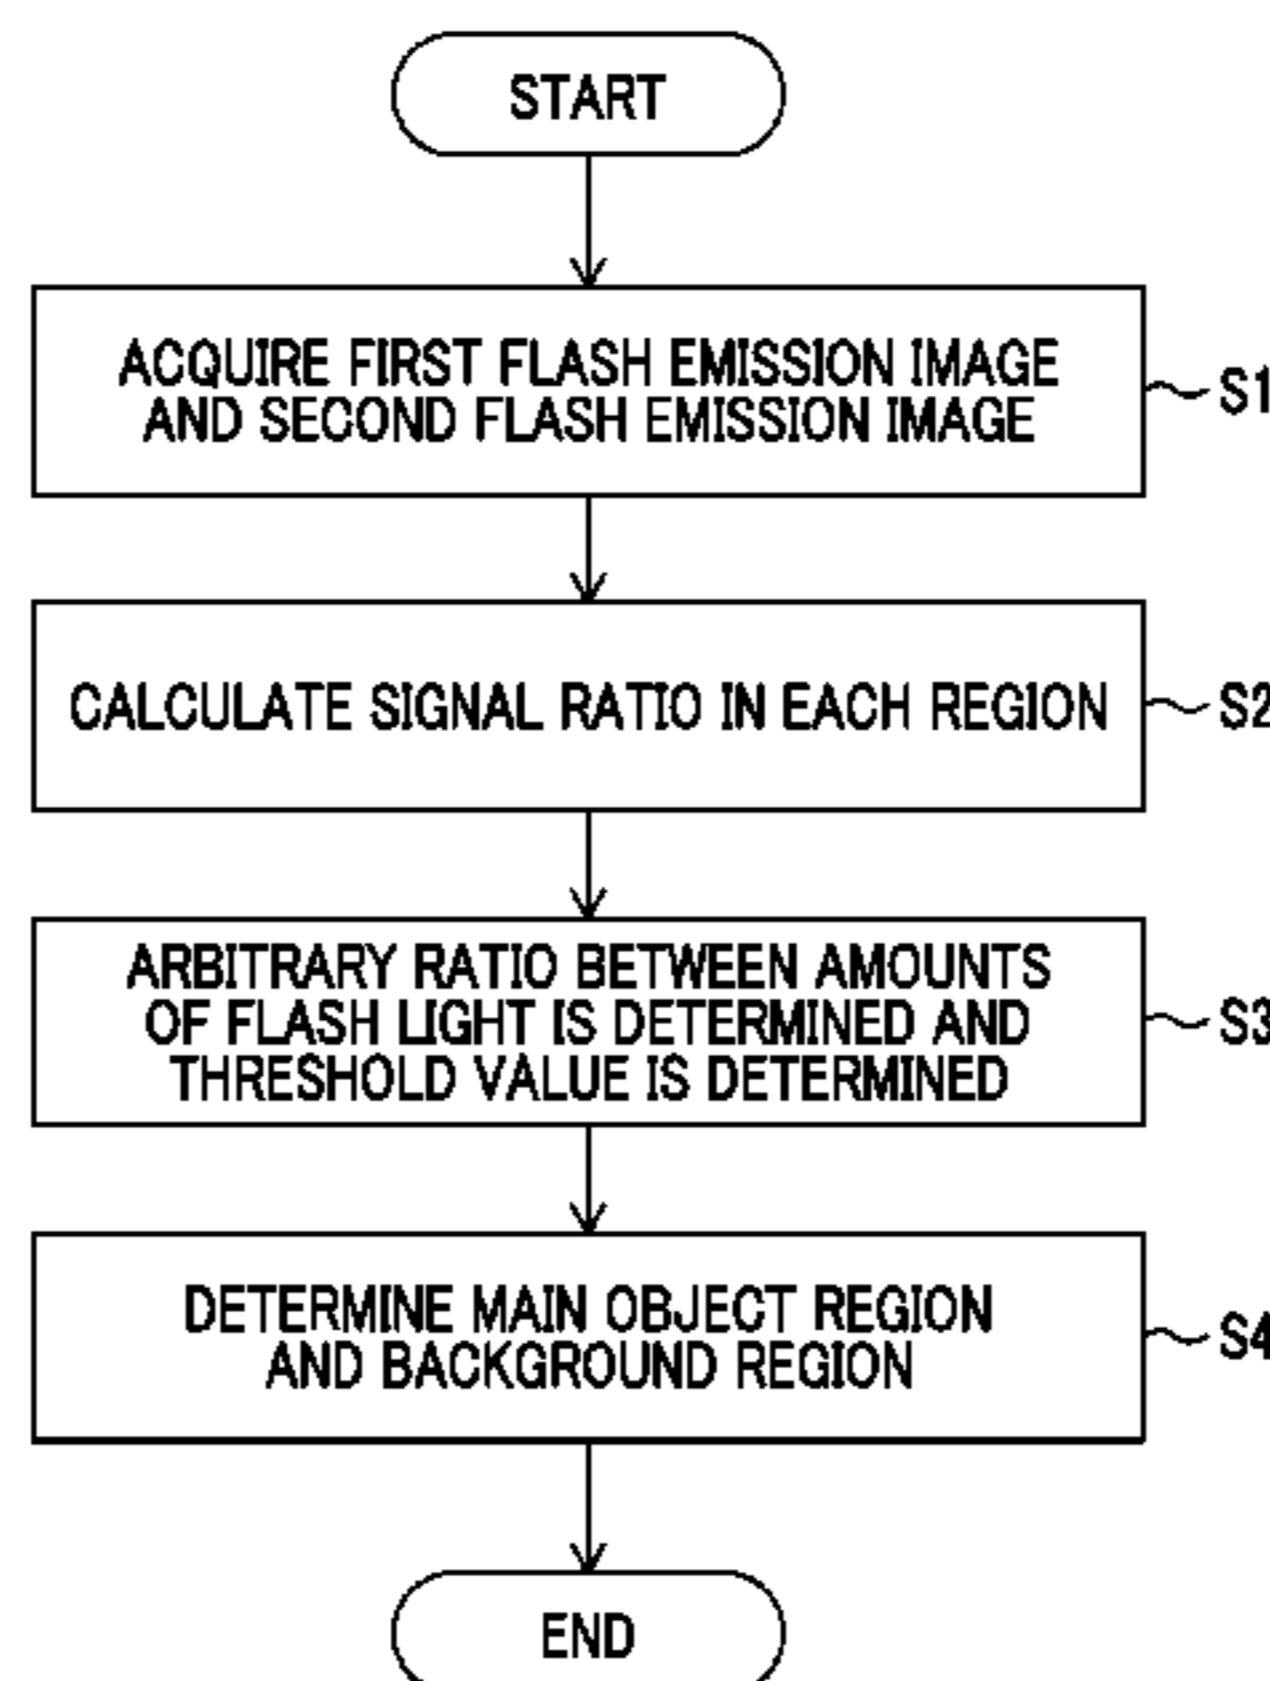 START
ACQUIRE FIRST FLASH EMISSION IMAGE
AND SECOND FLASH EMISSION IMAGE
S1
CALCULATE SIGNAL RATIO IN EACH REGION
S2
ARBITRARY RATIO BETWEEN AMOUNTS
OF FLASH LIGHT IS DETERMINED AND
THRESHOLD VALUE IS DETERMINED
S3
DETERMINE MAIN OBJECT REGION
AND BACKGROUND REGION
S4
END